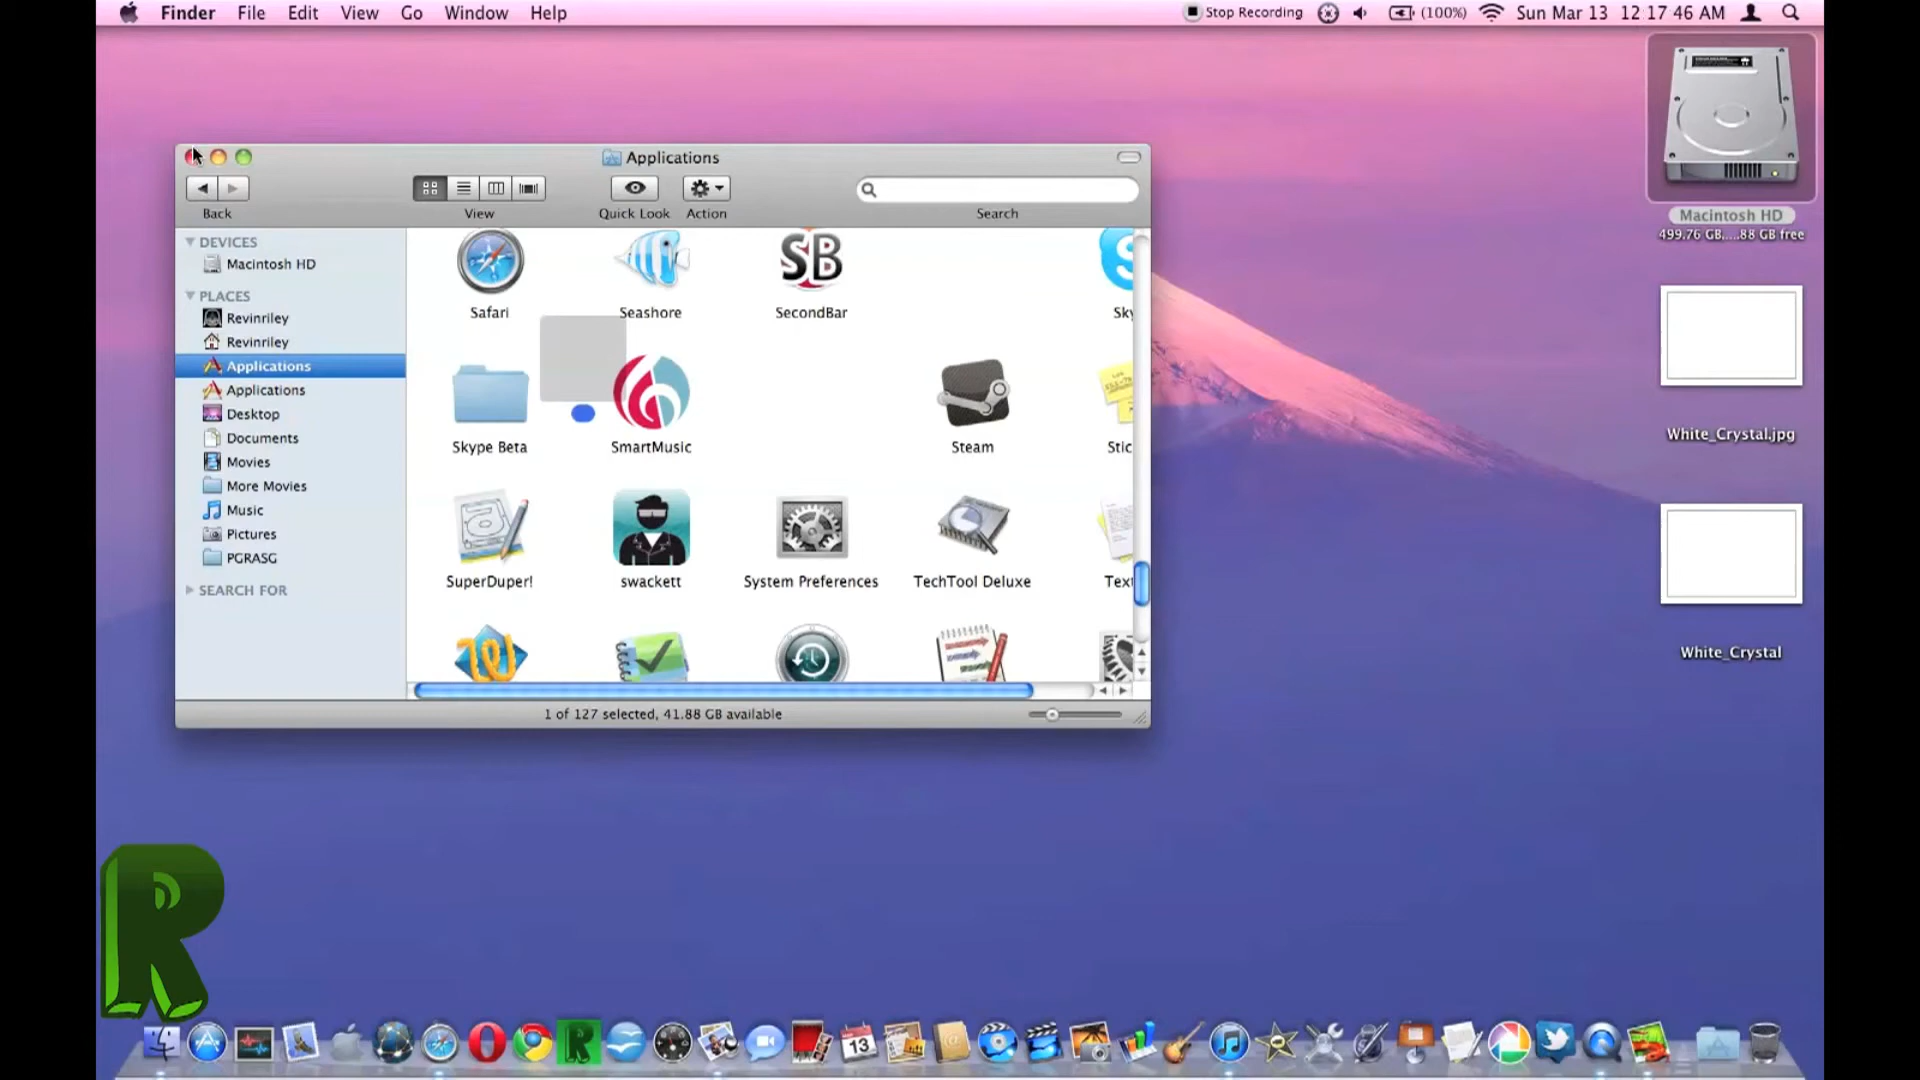 Finder File Edit View Go Window Help Stop Recording (100%) Sun Mar 13 12:17:46 AM
Macintosh HD
499.76 GB,....88 GB free
White_Crystal.jpg
White_Crystal
Applications
Back View Quick Look Action Search
DEVICES
Macintosh HD
PLACES
Revinriley
Revinriley
Applications
Applications
Desktop
Documents
Movies
More Movies
Music
Pictures
PGRASG
SEARCH FOR
SB
Safari Seashore SecondBar Sky
Skype Beta SmartMusic Steam Stic
SuperDuper! swackett System Preferences TechTool Deluxe Text
1 of 127 selected, 41.88 GB available
R
R
13